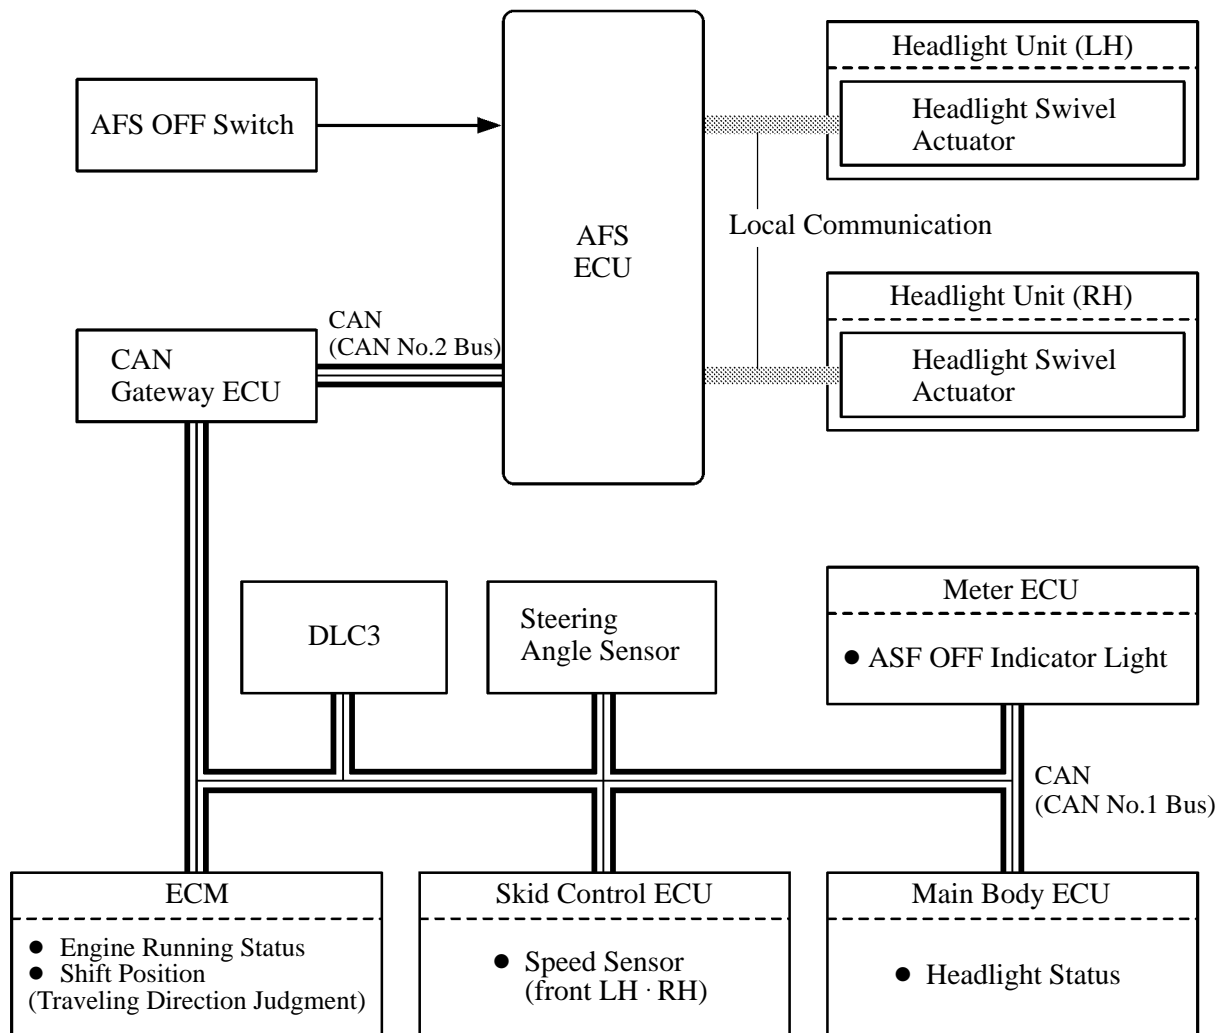 Headlight Unit (LH)
AFS OFF Switch
Headlight Swivel
Actuator
AFS
ECU
Local Communication
Headlight Unit (RH)
Headlight Swivel
Actuator
CAN
(CAN No.2 Bus)
CAN
Gateway ECU
DLC3
Steering
Angle Sensor
Meter ECU
● ASF OFF Indicator Light
CAN
(CAN No.1 Bus)
ECM
● Engine Running Status
● Shift Position
(Traveling Direction Judgment)
Skid Control ECU
● Speed Sensor
(front LH · RH)
Main Body ECU
● Headlight Status